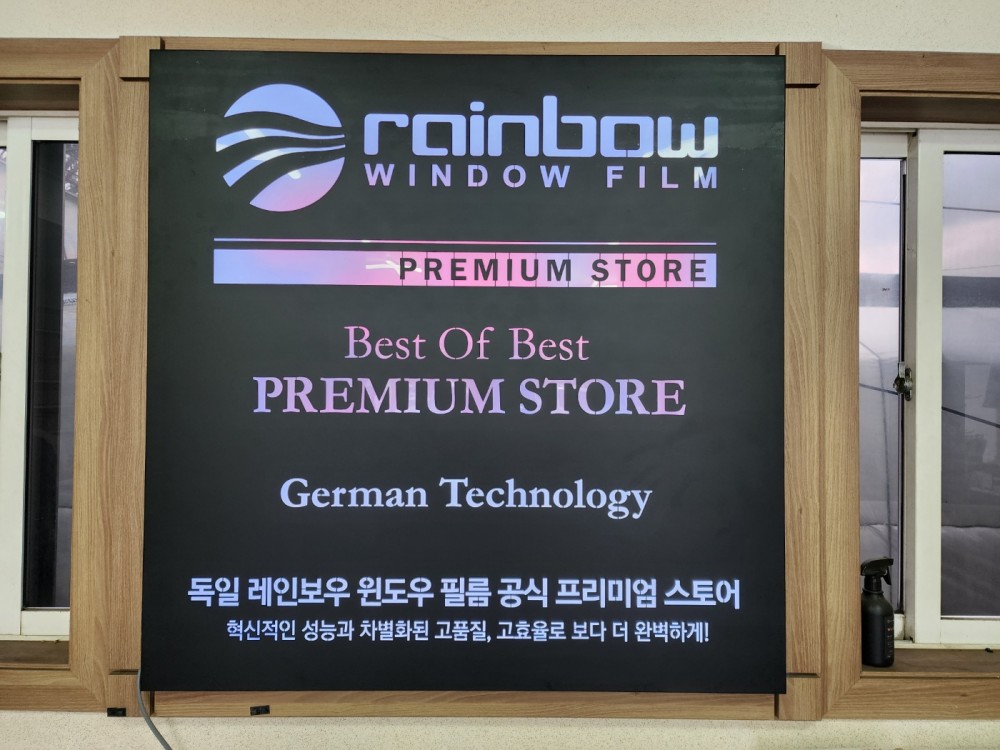 rainbow
WINDOW FILM
PREMIUM STORE
Best Of Best
PREMIUM STORE
German Technology
독일 레인보우 윈도우 필름 공식 프리미엄 스토어
혁신적인 성능과 차별화된 고품질, 고효율로 보다 더 완벽하게!